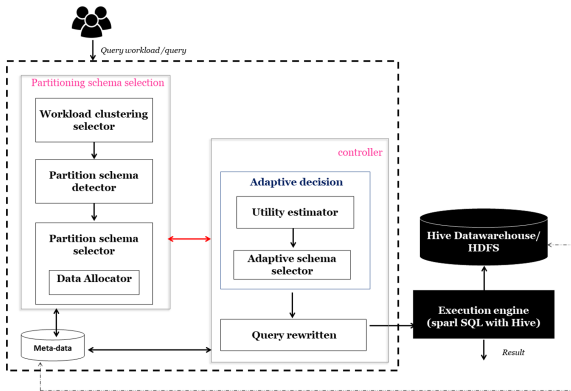 Query workload/query
Partitioning schema selection
Workload clustering
selector
Partition schema
detector
Partition schema
selector
Data Allocator
Meta-data
controller
Adaptive decision
Utility estimator
Adaptive schema
selector
Query rewritten
Hive Datawarehouse/
HDFS
Execution engine
(sparl SQL with Hive)
Result